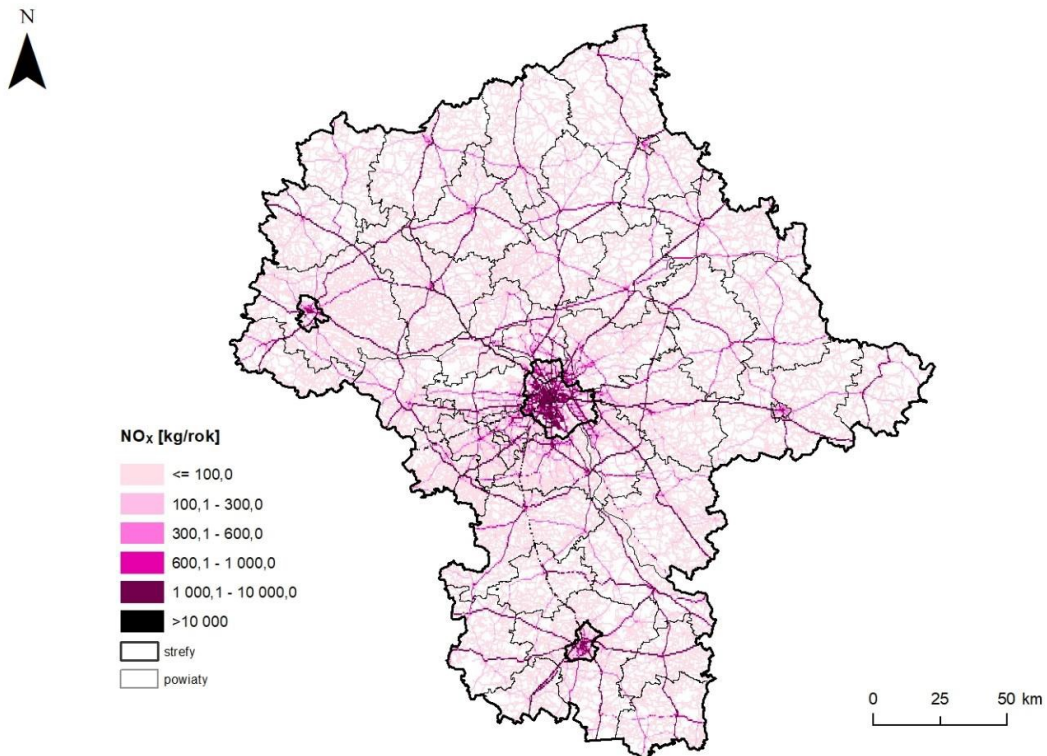 N
NOX [kg/rok]
<= 100,0
100,1 - 300,0
300,1 - 600,0
600,1 - 1 000,0
1 000,1 - 10 000,0
>10 000
strefy
powiaty
0 25 50 km